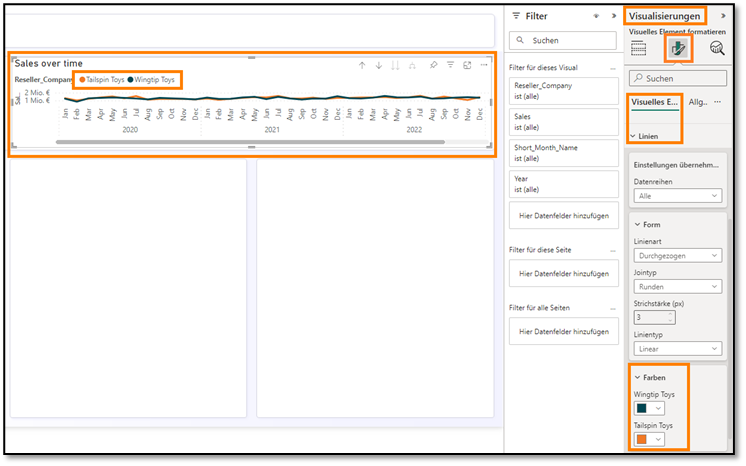 Sales over time
Reseller_Company
Tailspin Toys Wingtip Toys
Sal...
2 Mio. €
1 Mio. €
Jan Feb Mar Apr May Jun Jul Aug Sep Oct Nov Dec Jan Feb Mar Apr May Jun Jul Aug Sep Oct Nov Dec Jan Feb Mar Apr May Jun Jul Aug Sep Oct Nov Dec
2020 2021 2022
Filter
Suchen
Filter für dieses Visual ...
Reseller_Company
ist (alle)
Sales
ist (alle)
Short_Month_Name
ist (alle)
Year
ist (alle)
Hier Datenfelder hinzufügen
Filter für diese Seite ...
Hier Datenfelder hinzufügen
Filter für alle Seiten ...
Hier Datenfelder hinzufügen
Visualisierungen
Visuelles Element formatieren
Suchen
Visuelles E... Allg... ...
Linien
Einstellungen übernehm...
Datenreihen
Alle
Form
Linienart
Durchgezogen
Jointyp
Runden
Strichstärke (px)
3
Linientyp
Linear
Farben
Wingtip Toys
Tailspin Toys